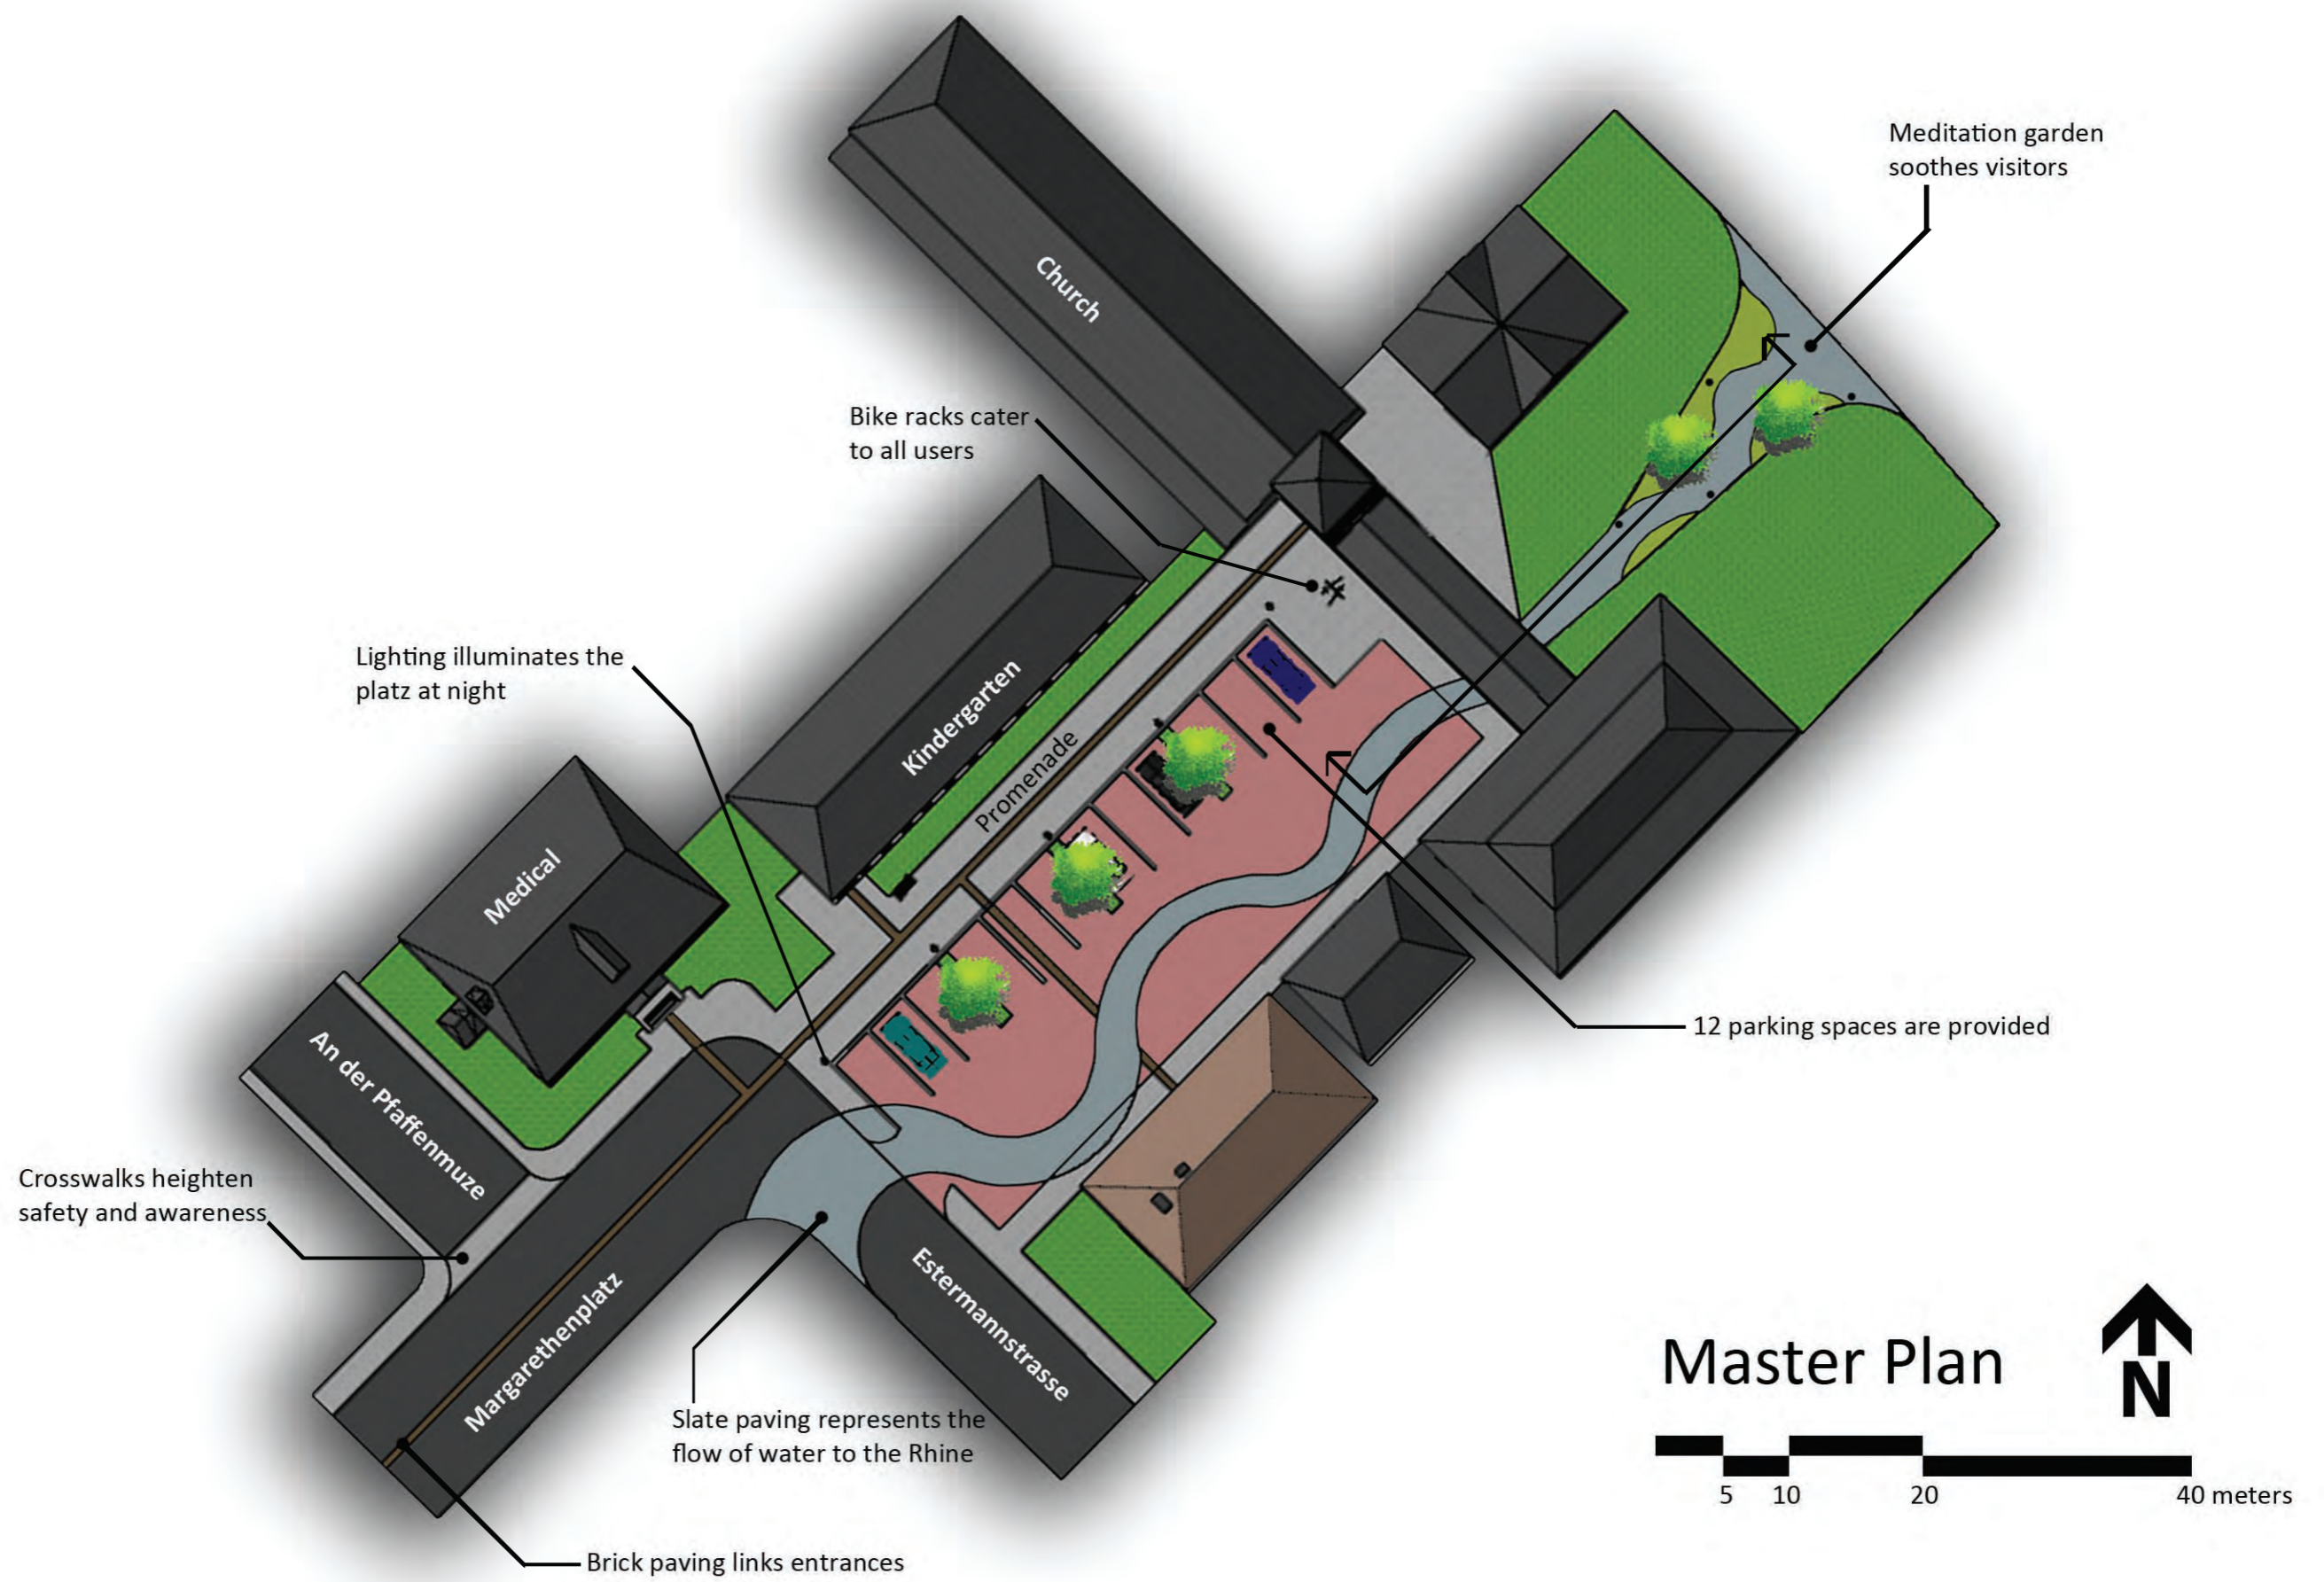 Meditation garden
soothes visitors
Church
Bike racks cater
to all users
Lighting illuminates the
platz at night
Kindergarten
Promenade
Medical
An der Pfaffenmuze
12 parking spaces are provided
Crosswalks heighten
safety and awareness
Margarethenplatz
Estermannstrasse
Slate paving represents the
flow of water to the Rhine
Brick paving links entrances
Master Plan
N
5 10 20 40 meters